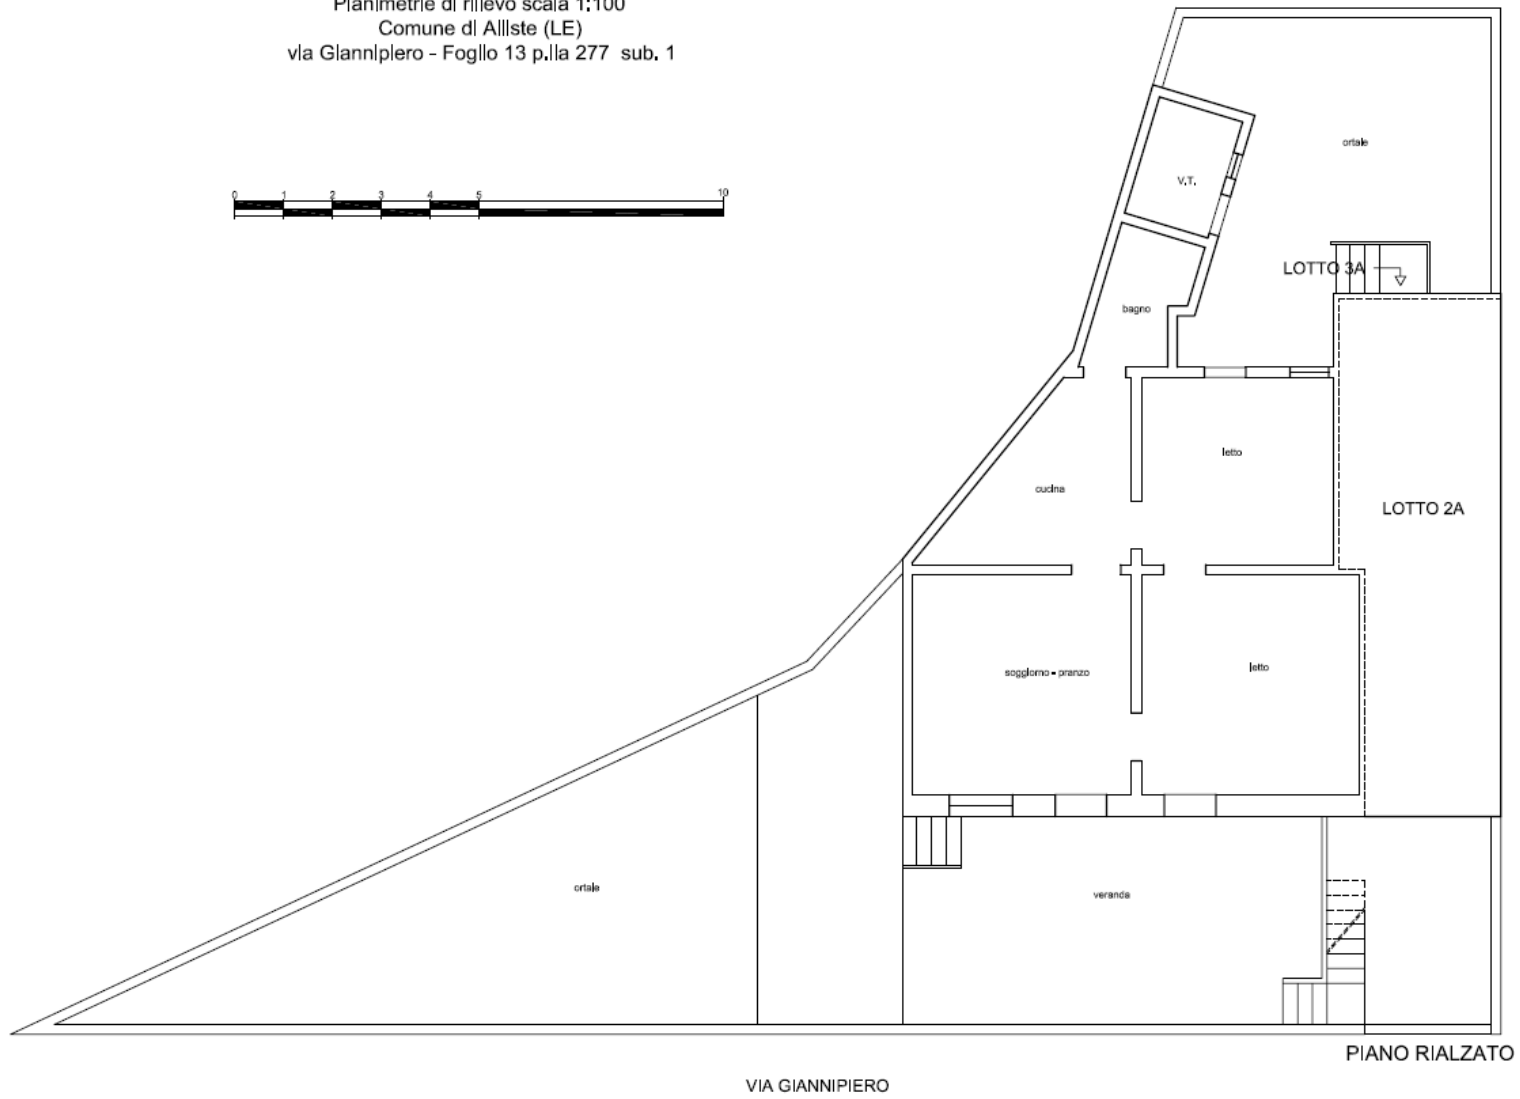 Planimetrie di rilievo scala 1:100
Comune di Alliste (LE)
via Giannipiero - Foglio 13 p.lla 277 sub. 1
0 1 2 3 4 5 10
ortale
V.T.
LOTTO 3A
bagno
letto
cucina
LOTTO 2A
soggiorno - pranzo
letto
ortale
veranda
PIANO RIALZATO
VIA GIANNIPIERO